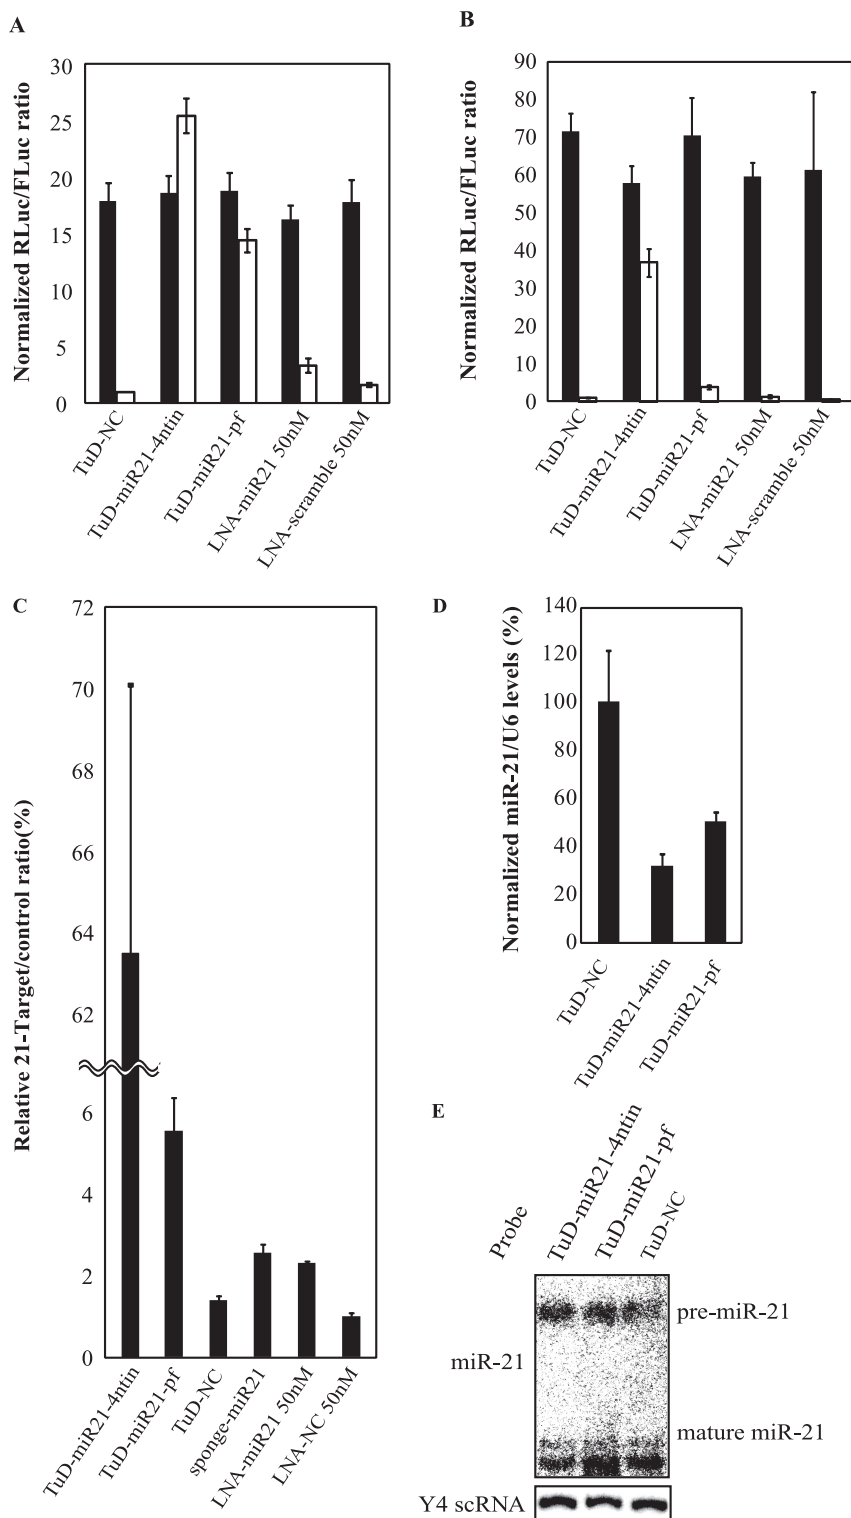 A
Normalized RLuc/FLuc ratio
30
25
20
15
10
5
0
TuD-NC
TuD-miR21-4ntin
TuD-miR21-pf
LNA-miR21 50nM
LNA-scramble 50nM
B
Normalized RLuc/FLuc ratio
90
80
70
60
50
40
30
20
10
0
TuD-NC
TuD-miR21-4ntin
TuD-miR21-pf
LNA-miR21 50nM
LNA-scramble 50nM
C
Relative 21-Target/control ratio(%)
72
70
68
66
64
62
6
4
2
0
TuD-miR21-4ntin
TuD-miR21-pf
TuD-NC
sponge-miR21
LNA-miR21 50nM
LNA-NC 50nM
D
Normalized miR-21/U6 levels (%)
140
120
100
80
60
40
20
0
TuD-NC
TuD-miR21-4ntin
TuD-miR21-pf
E
Probe
TuD-miR21-4ntin
TuD-miR21-pf
TuD-NC
pre-miR-21
miR-21
mature miR-21
Y4 scRNA